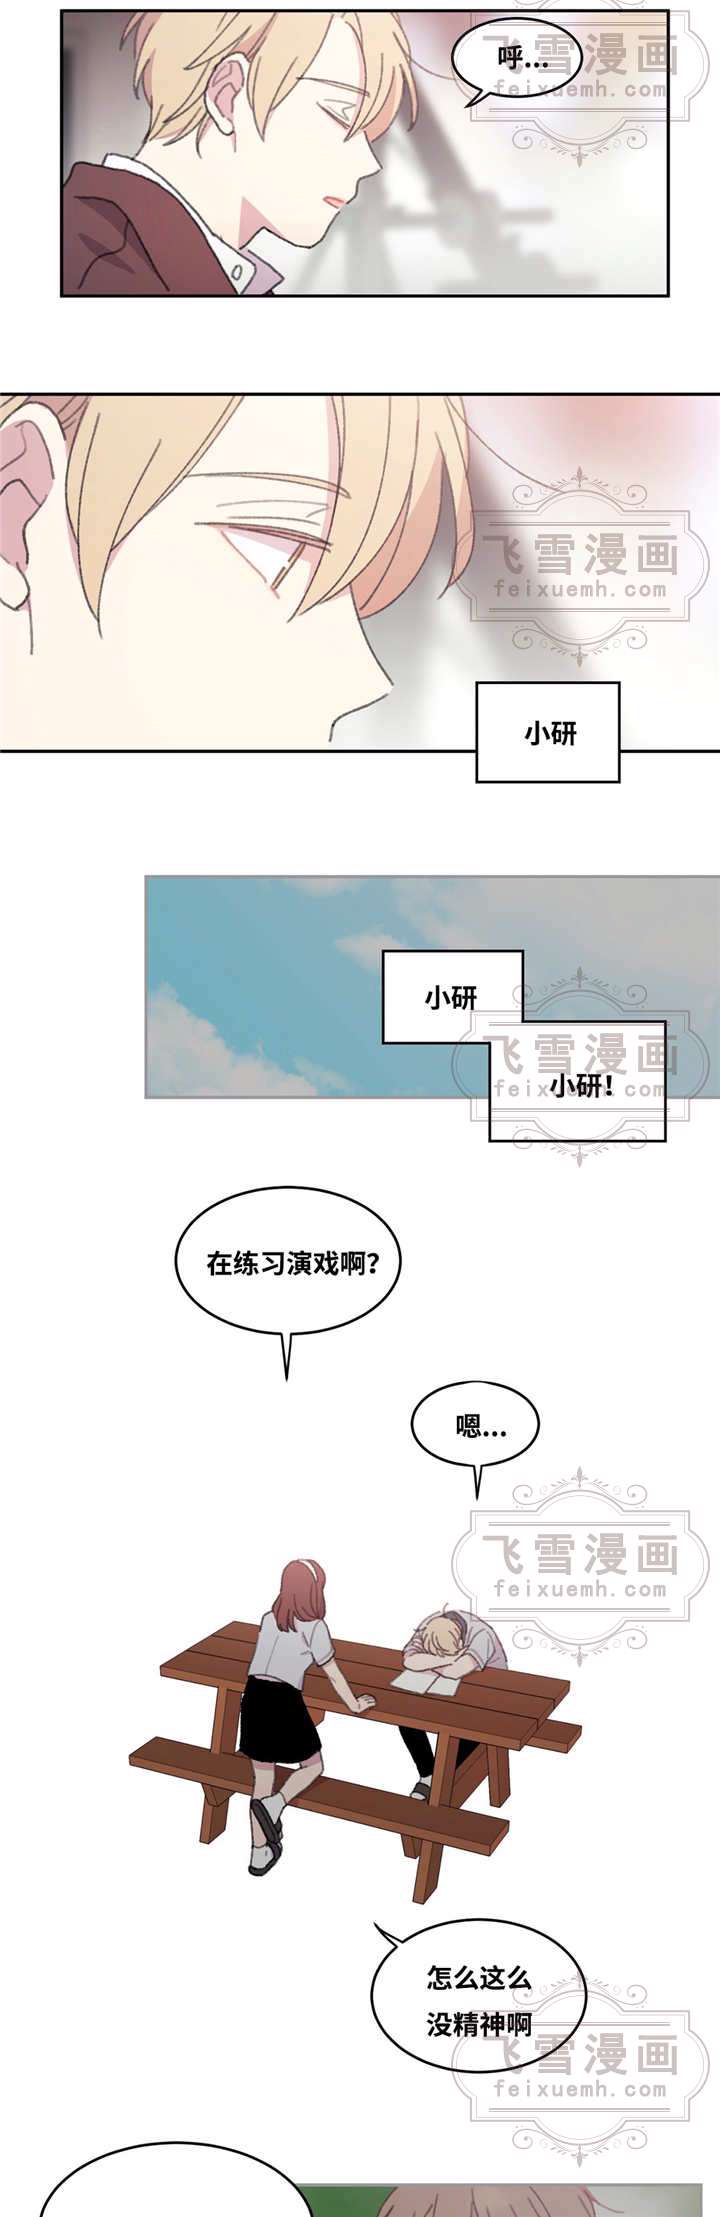 呼...
飞雪漫画
feixuemh.com
飞雪漫画
feixuemh.com
小研
小研
飞雪漫画
feixuemh.com
小研！
在练习演戏啊？
嗯...
飞雪漫画
feixuemh.com
怎么这么
没精神啊
飞雪漫画
feixuemh.com